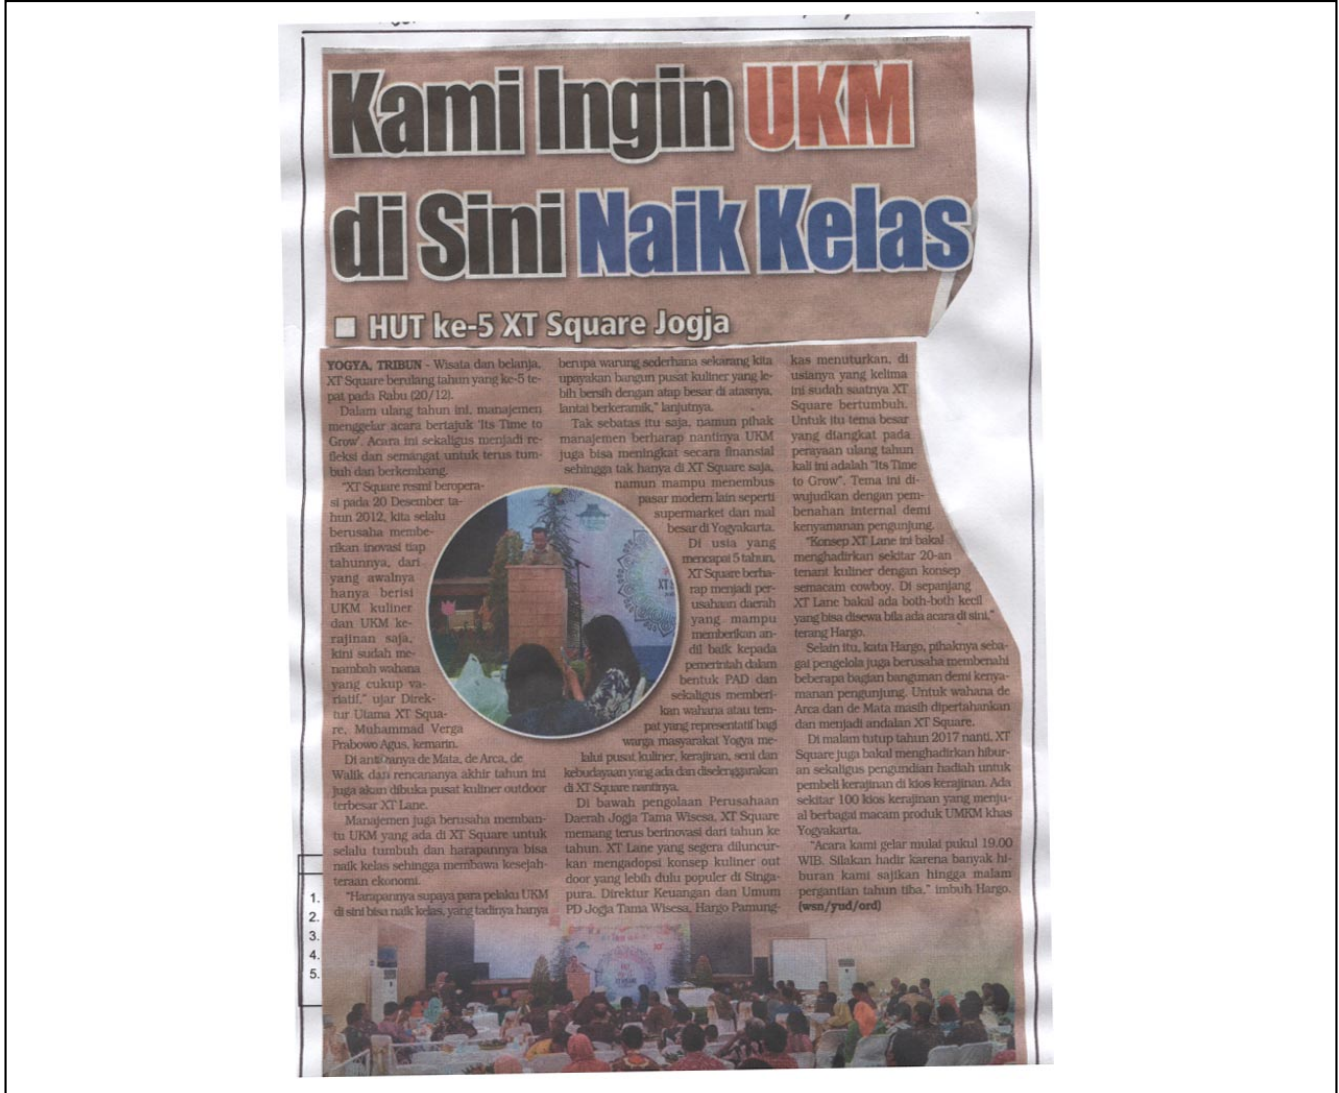 Kami Ingin UKM
di Sini Naik Kelas
HUT ke-5 XT Square Jogja
YOGYA, TRIBUN - Wisata dan belanja,
XT Square berulang tahun yang ke-5 te-
pat pada Rabu (20/12).
Dalam ulang tahun ini, manajemen
menggelar acara bertajuk 'Its Time to
Grow'. Acara ini sekaligus menjadi re-
fleksi dan semangat untuk terus tum-
buh dan berkembang.
"XT Square resmi beropera-
si pada 20 Desember ta-
hun 2012, kita selalu
berusaha membe-
rikan inovasi tiap
tahunnya, dari
yang awalnya
hanya berisi
UKM kuliner
dan UKM ke-
rajinan saja,
kini sudah me-
nambah wahana
yang cukup va-
riatif," ujar Direk-
tur Utama XT Squa-
re, Muhammad Verga
Prabowo Agus, kemarin.
Di antaranya de Mata, de Arca, de
Walik dan rencananya akhir tahun ini
juga akan dibuka pusat kuliner outdoor
terbesar XT Lane.
Manajemen juga berusaha memban-
tu UKM yang ada di XT Square untuk
selalu tumbuh dan harapannya bisa
naik kelas sehingga membawa kesejah-
teraan ekonomi.
"Harapannya supaya para pelaku UKM
di sini bisa naik kelas, yang tadinya hanya
berupa warung sederhana sekarang kita
upayakan bangun pusat kuliner yang le-
bih bersih dengan atap besar di atasnya,
lantai berkeramik," lanjutnya.
Tak sebatas itu saja, namun pihak
manajemen berharap nantinya UKM
juga bisa meningkat secara finansial
sehingga tak hanya di XT Square saja,
namun mampu menembus
pasar modern lain seperti
supermarket dan mal
besar di Yogyakarta.
Di usia yang
mencapai 5 tahun,
XT Square berha-
rap menjadi per-
usahaan daerah
yang mampu
memberikan an-
dil baik kepada
pemerintah dalam
bentuk PAD dan
sekaligus memberi-
kan wahana atau tem-
pat yang representatif bagi
warga masyarakat Yogya me-
lalui pusat kuliner, kerajinan, seni dan
kebudayaan yang ada dan diselenggarakan
di XT Square nantinya.
Di bawah pengolaan Perusahaan
Daerah Jogja Tama Wisesa, XT Square
memang terus berinovasi dari tahun ke
tahun. XT Lane yang segera diluncur-
kan mengadopsi konsep kuliner out
door yang lebih dulu populer di Singa-
pura. Direktur Keuangan dan Umum
PD Jogja Tama Wisesa, Hargo Pamung-
kas menuturkan, di
usianya yang kelima
ini sudah saatnya XT
Square bertumbuh.
Untuk itu tema besar
yang diangkat pada
perayaan ulang tahun
kali ini adalah "Its Time
to Grow". Tema ini di-
wujudkan dengan pem-
benahan internal demi
kenyamanan pengunjung.
"Konsep XT Lane ini bakal
menghadirkan sekitar 20-an
tenant kuliner dengan konsep
semacam cowboy. Di sepanjang
XT Lane bakal ada both-both kecil
yang bisa disewa bila ada acara di sini,"
terang Hargo.
Selain itu, kata Hargo, pihaknya seba-
gai pengelola juga berusaha membenahi
beberapa bagian bangunan demi kenya-
manan pengunjung. Untuk wahana de
Arca dan de Mata masih dipertahankan
dan menjadi andalan XT Square.
Di malam tutup tahun 2017 nanti, XT
Square juga bakal menghadirkan hibur-
an sekaligus pengundian hadiah untuk
pembeli kerajinan di kios kerajinan. Ada
sekitar 100 kios kerajinan yang menju-
al berbagai macam produk UMKM khas
Yogyakarta.
"Acara kami gelar mulai pukul 19.00
WIB. Silakan hadir karena banyak hi-
buran kami sajikan hingga malam
pergantian tahun tiba," imbuh Hargo.
(wsn/yud/ord)
1.
2.
3.
4.
5.